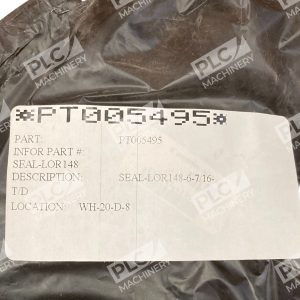 *PT005495*
PART: PT005495
INFOR PART #:
SEAL-LOR148
DESCRIPTION: SEAL-LOR148-6-7/16-
T/D
LOCATION: WH-20-D-8
PLC
MACHINERY